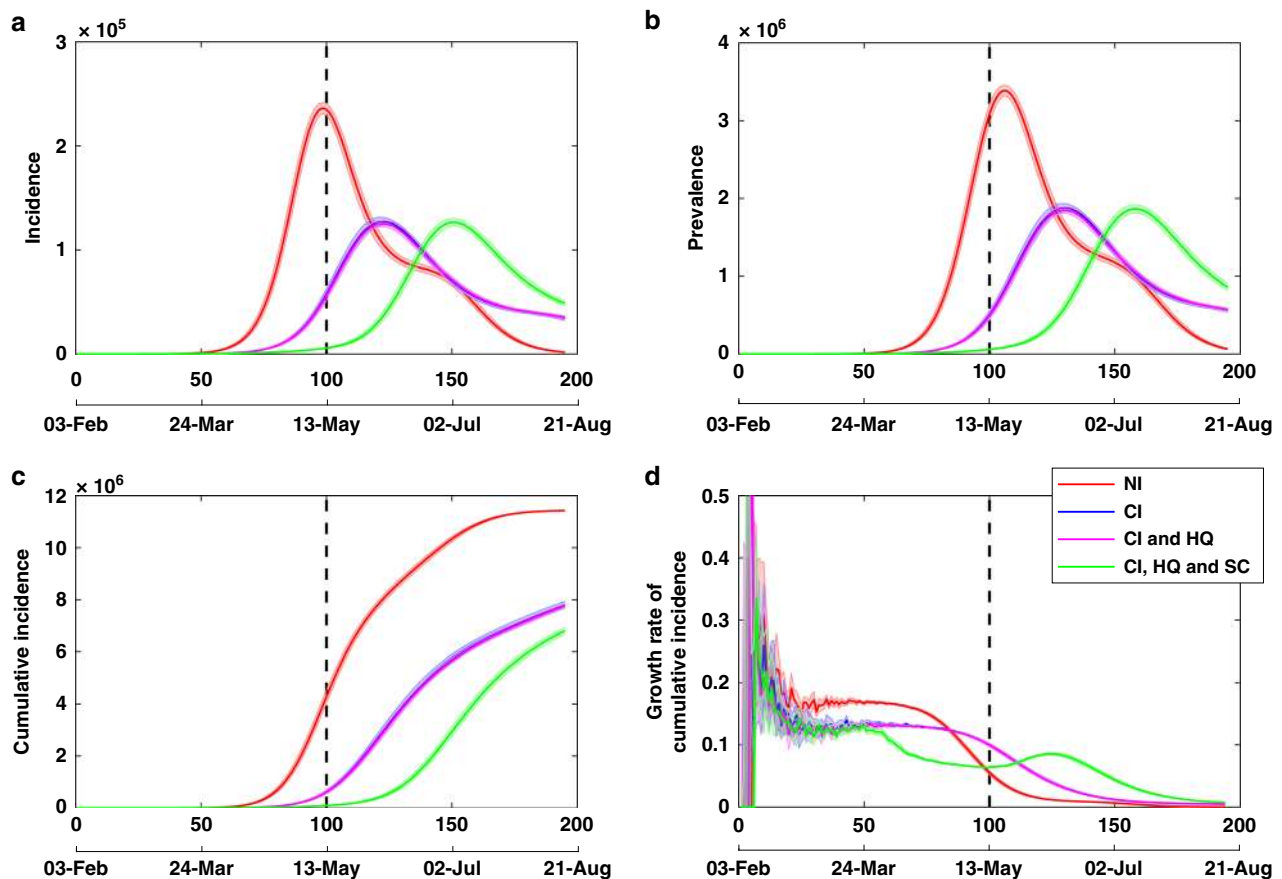 a
× 10^5
3
2
1
0
Incidence
0 50 100 150 200
03-Feb 24-Mar 13-May 02-Jul 21-Aug
b
× 10^6
4
3
2
1
0
Prevalence
0 50 100 150 200
03-Feb 24-Mar 13-May 02-Jul 21-Aug
c
× 10^6
12
10
8
6
4
2
0
Cumulative incidence
0 50 100 150 200
03-Feb 24-Mar 13-May 02-Jul 21-Aug
d
0.5
0.4
0.3
0.2
0.1
0
Growth rate of
cumulative incidence
NI
CI
CI and HQ
CI, HQ and SC
0 50 100 150 200
03-Feb 24-Mar 13-May 02-Jul 21-Aug